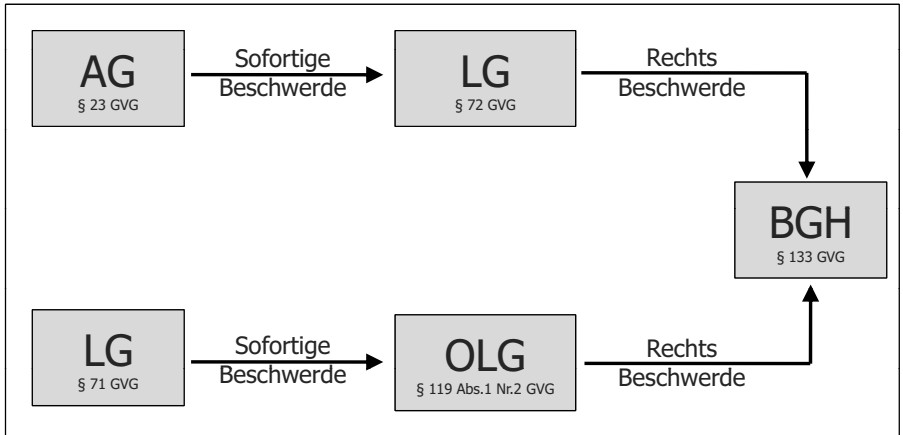 AG
§ 23 GVG
Sofortige
Beschwerde
LG
§ 72 GVG
Rechts
Beschwerde
BGH
§ 133 GVG
LG
§ 71 GVG
Sofortige
Beschwerde
OLG
§ 119 Abs.1 Nr.2 GVG
Rechts
Beschwerde